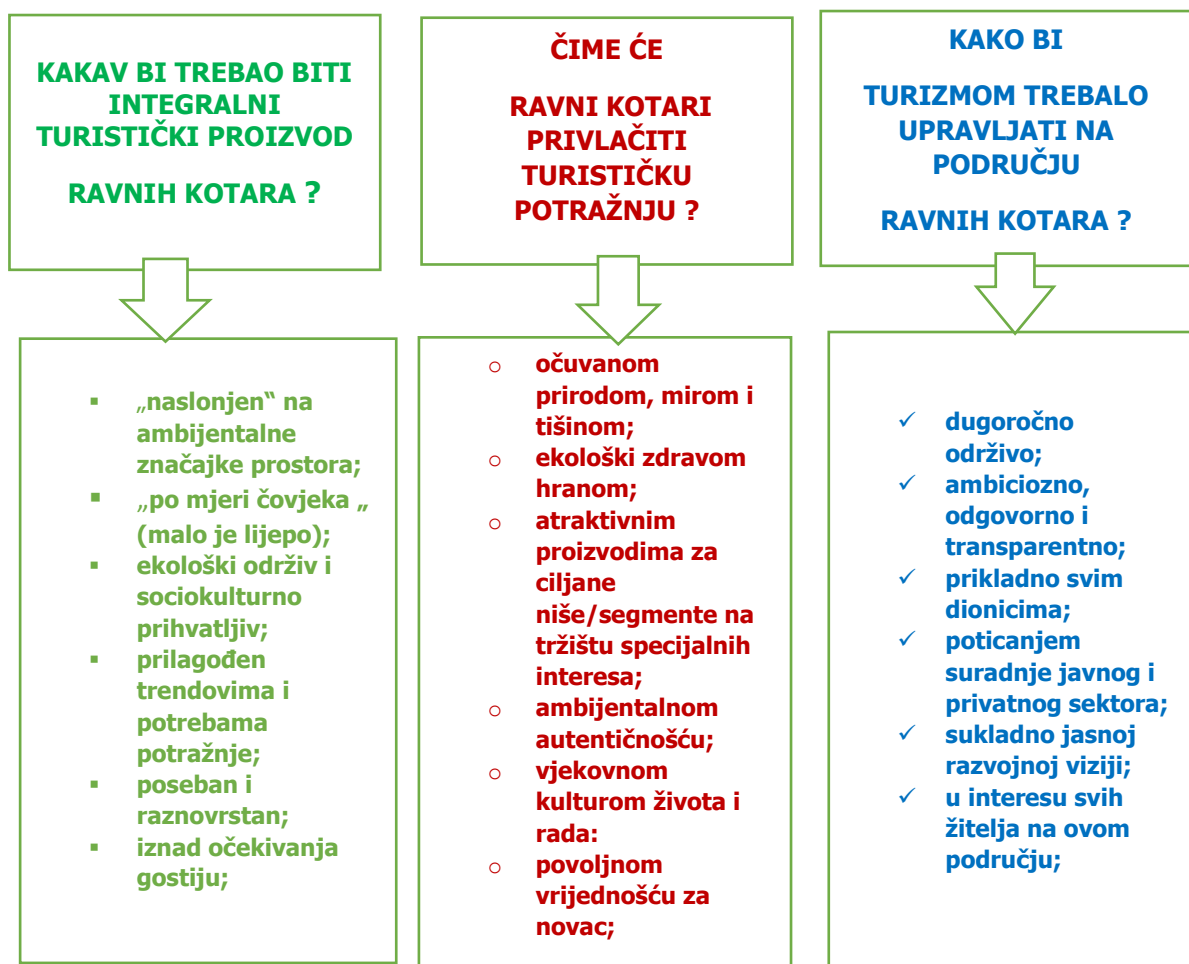 KAKAV BI TREBAO BITI
INTEGRALNI
TURISTIČKI PROIZVOD
RAVNIH KOTARA ?
▪ „naslonjen“ na
ambijentalne
značajke prostora;
▪ „po mjeri čovjeka „
(malo je lijepo);
▪ ekološki održiv i
sociokulturno
prihvatljiv;
▪ prilagođen
trendovima i
potrebama
potražnje;
▪ poseban i
raznovrstan;
▪ iznad očekivanja
gostiju;
ČIME ĆE
RAVNI KOTARI
PRIVLAČITI
TURISTIČKU
POTRAŽNJU ?
o očuvanom
prirodom, mirom i
tišinom;
o ekološki zdravom
hranom;
o atraktivnim
proizvodima za
ciljane
niše/segmente na
tržištu specijalnih
interesa;
o ambijentalnom
autentičnošću;
o vjekovnom
kulturom života i
rada:
o povoljnom
vrijednošću za
novac;
KAKO BI
TURIZMOM TREBALO
UPRAVLJATI NA
PODRUČJU
RAVNIH KOTARA ?
✓ dugoročno
održivo;
✓ ambiciozno,
odgovorno i
transparentno;
✓ prikladno svim
dionicima;
✓ poticanjem
suradnje javnog i
privatnog sektora;
✓ sukladno jasnoj
razvojnoj viziji;
✓ u interesu svih
žitelja na ovom
području;